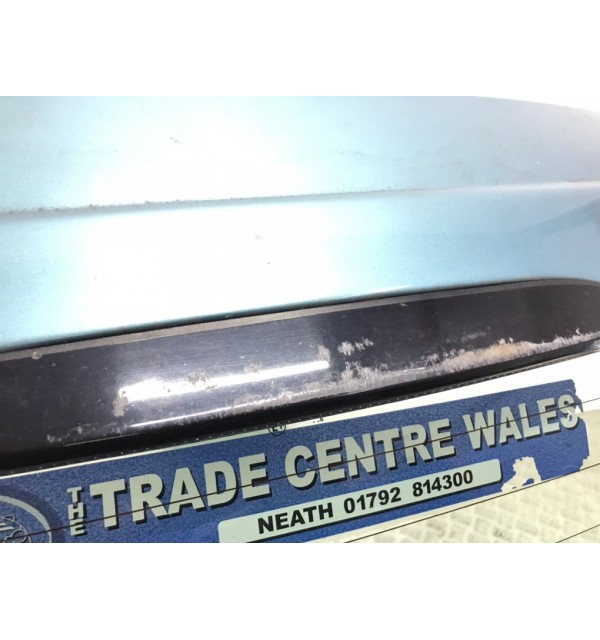 THE TRADE CENTRE WALES
NEATH 01792 814300